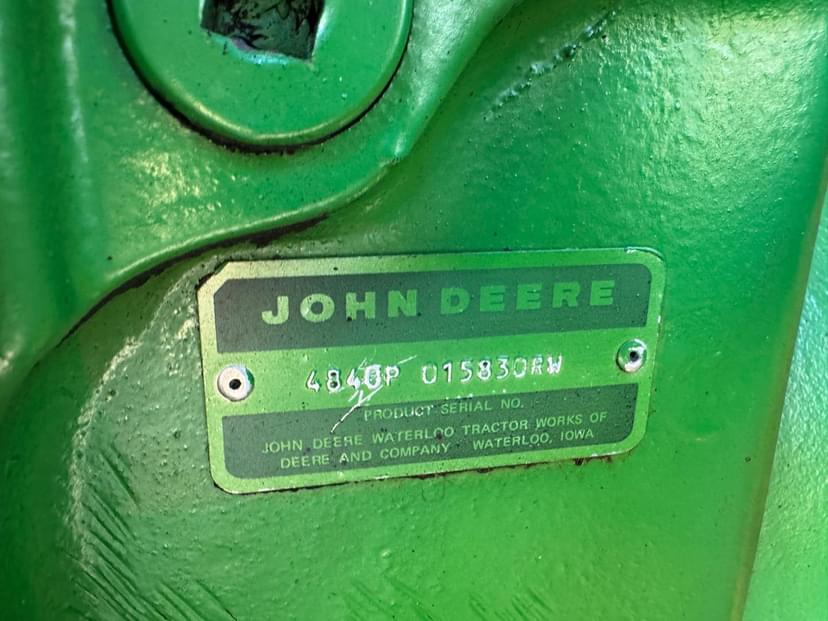 JOHN DEERE
4840P 015830RW
PRODUCT SERIAL NO.
JOHN DEERE WATERLOO TRACTOR WORKS OF
DEERE AND COMPANY WATERLOO, IOWA